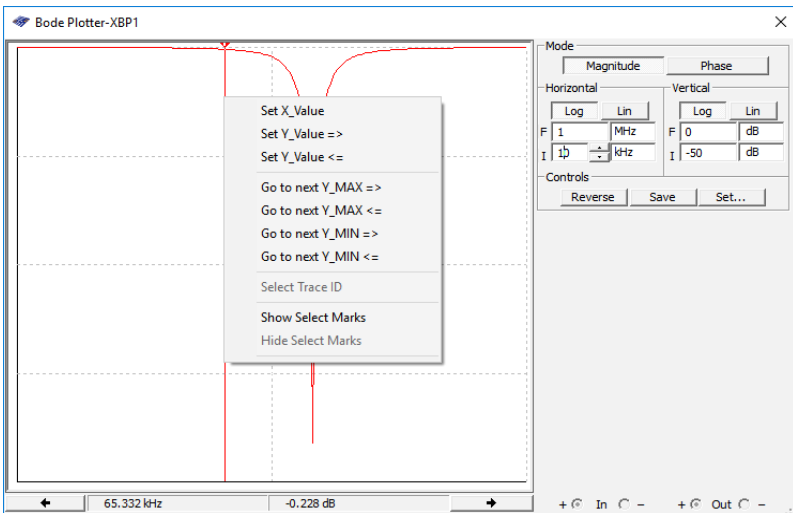 Bode Plotter-XBP1
Mode
Magnitude Phase
Horizontal Vertical
Log Lin Log Lin
F 1 MHz F 0 dB
I 10 kHz I -50 dB
Controls
Reverse Save Set...
Set X_Value
Set Y_Value =>
Set Y_Value <=
Go to next Y_MAX =>
Go to next Y_MAX <=
Go to next Y_MIN =>
Go to next Y_MIN <=
Select Trace ID
Show Select Marks
Hide Select Marks
65.332 kHz -0.228 dB
+ In - + Out -